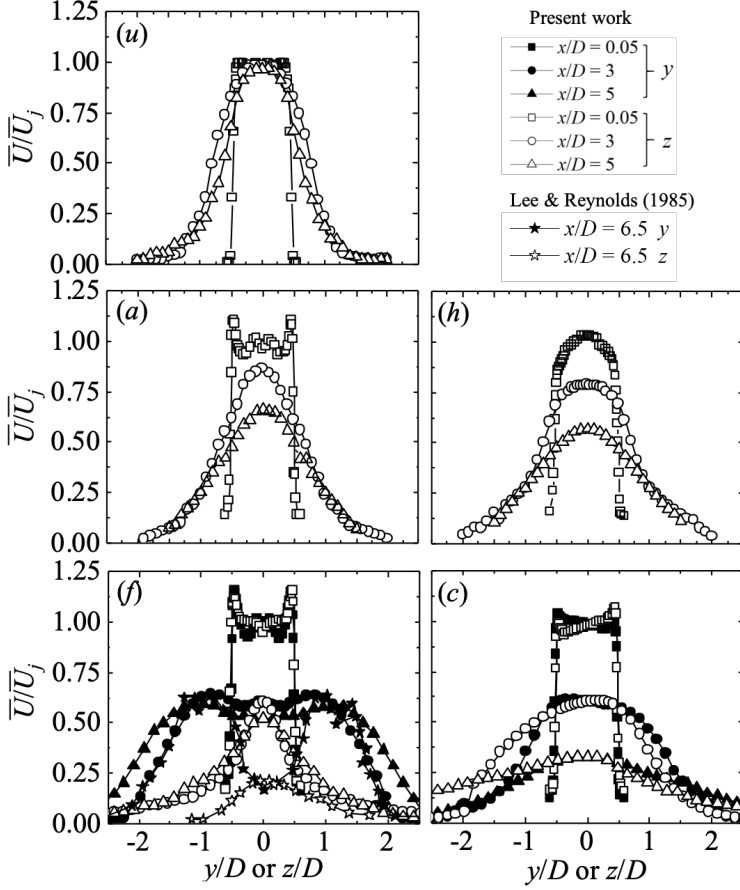 Present work
x/D = 0.05
x/D = 3 y
x/D = 5
x/D = 0.05
x/D = 3 z
x/D = 5
Lee & Reynolds (1985)
x/D = 6.5 y
x/D = 6.5 z
(u)
1.25
1.00
0.75
0.50
0.25
0.00
U̅/U̅j
(a)
1.25
1.00
0.75
0.50
0.25
0.00
U̅/U̅j
(h)
(f)
1.25
1.00
0.75
0.50
0.25
0.00
U̅/U̅j
-2 -1 0 1 2
y/D or z/D
(c)
-2 -1 0 1 2
y/D or z/D